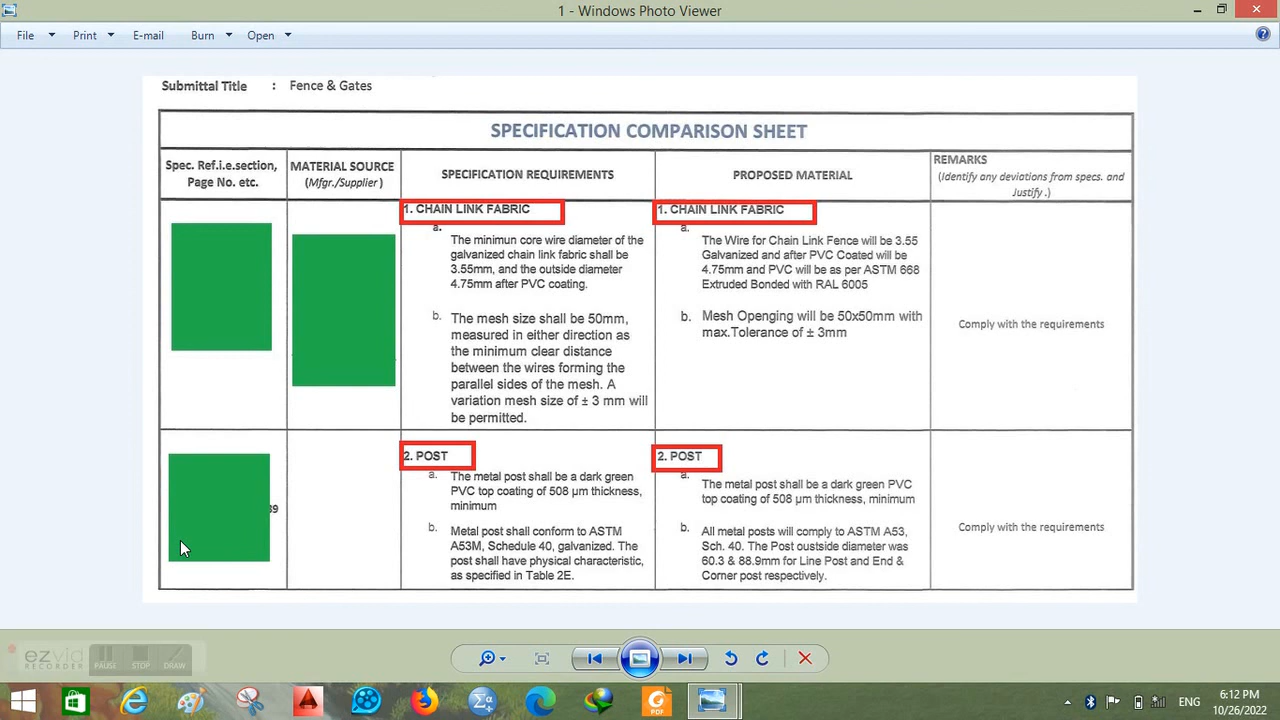 1 - Windows Photo Viewer
File Print E-mail Burn Open
Submittal Title : Fence & Gates
SPECIFICATION COMPARISON SHEET
Spec. Ref.i.e.section,
Page No. etc.
MATERIAL SOURCE
(Mfgr./Supplier)
SPECIFICATION REQUIREMENTS
PROPOSED MATERIAL
REMARKS
(Identify any deviations from specs. and
Justify .)
1. CHAIN LINK FABRIC
a.
The minimun core wire diameter of the
galvanized chain link fabric shall be
3.55mm, and the outside diameter
4.75mm after PVC coating.
b. The mesh size shall be 50mm,
measured in either direction as
the minimum clear distance
between the wires forming the
parallel sides of the mesh. A
variation mesh size of ± 3 mm will
be permitted.
1. CHAIN LINK FABRIC
a.
The Wire for Chain Link Fence will be 3.55
Galvanized and after PVC Coated will be
4.75mm and PVC will be as per ASTM 668
Extruded Bonded with RAL 6005
b. Mesh Openging will be 50x50mm with
max.Tolerance of ± 3mm
Comply with the requirements
39
2. POST
a. The metal post shall be a dark green
PVC top coating of 508 µm thickness,
minimum
b. Metal post shall conform to ASTM
A53M, Schedule 40, galvanized. The
post shall have physical characteristic,
as specified in Table 2E.
2. POST
a.
The metal post shall be a dark green PVC
top coating of 508 µm thickness, minimum
b. All metal posts will comply to ASTM A53,
Sch. 40. The Post oustside diameter was
60.3 & 88.9mm for Line Post and End &
Corner post respectively.
Comply with the requirements
ezvid
RECORDER
PAUSE STOP DRAW
PDF
ENG
6:12 PM
10/26/2022